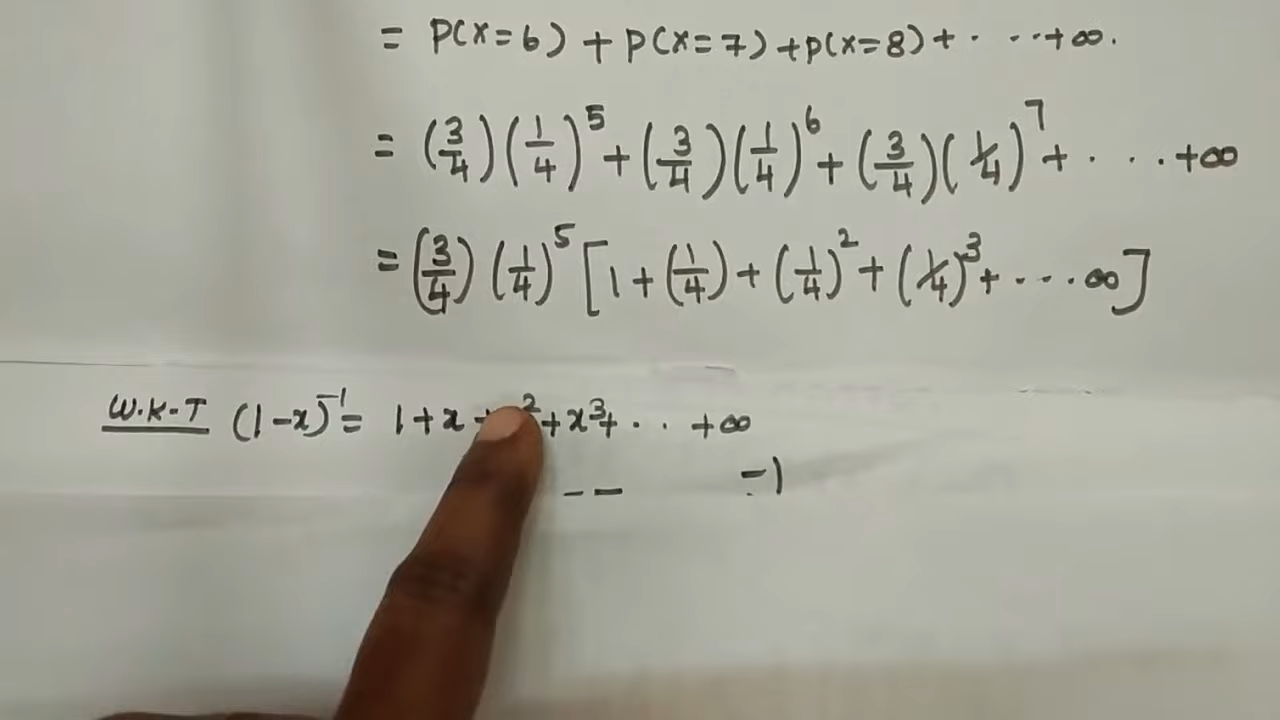 = P(X=6) + P(X=7) + P(X=8) + · · · + ∞.
= (3/4)(1/4)^5 + (3/4)(1/4)^6 + (3/4)(1/4)^7 + · · · +∞
= (3/4)(1/4)^5 [1 + (1/4) + (1/4)^2 + (1/4)^3 + · · · ∞]
W.K.T (1-x)^-1 = 1 + x + ^2 + x^3 + · · +∞